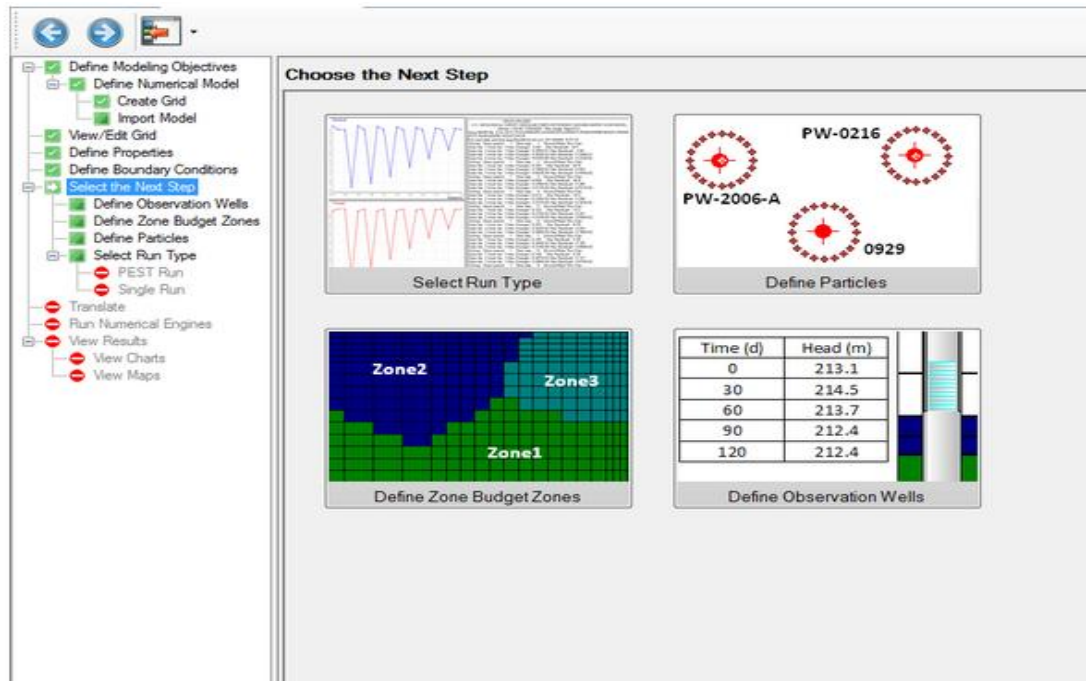 Define Modeling Objectives
Define Numerical Model
Create Grid
Import Model
View/Edit Grid
Define Properties
Define Boundary Conditions
Select the Next Step
Define Observation Wells
Define Zone Budget Zones
Define Particles
Select Run Type
PEST Run
Single Run
Translate
Run Numerical Engines
View Results
View Charts
View Maps
Choose the Next Step
Select Run Type
PW-0216
PW-2006-A
0929
Define Particles
Zone2
Zone3
Zone1
Define Zone Budget Zones
Time (d) Head (m)
0 213.1
30 214.5
60 213.7
90 212.4
120 212.4
Define Observation Wells